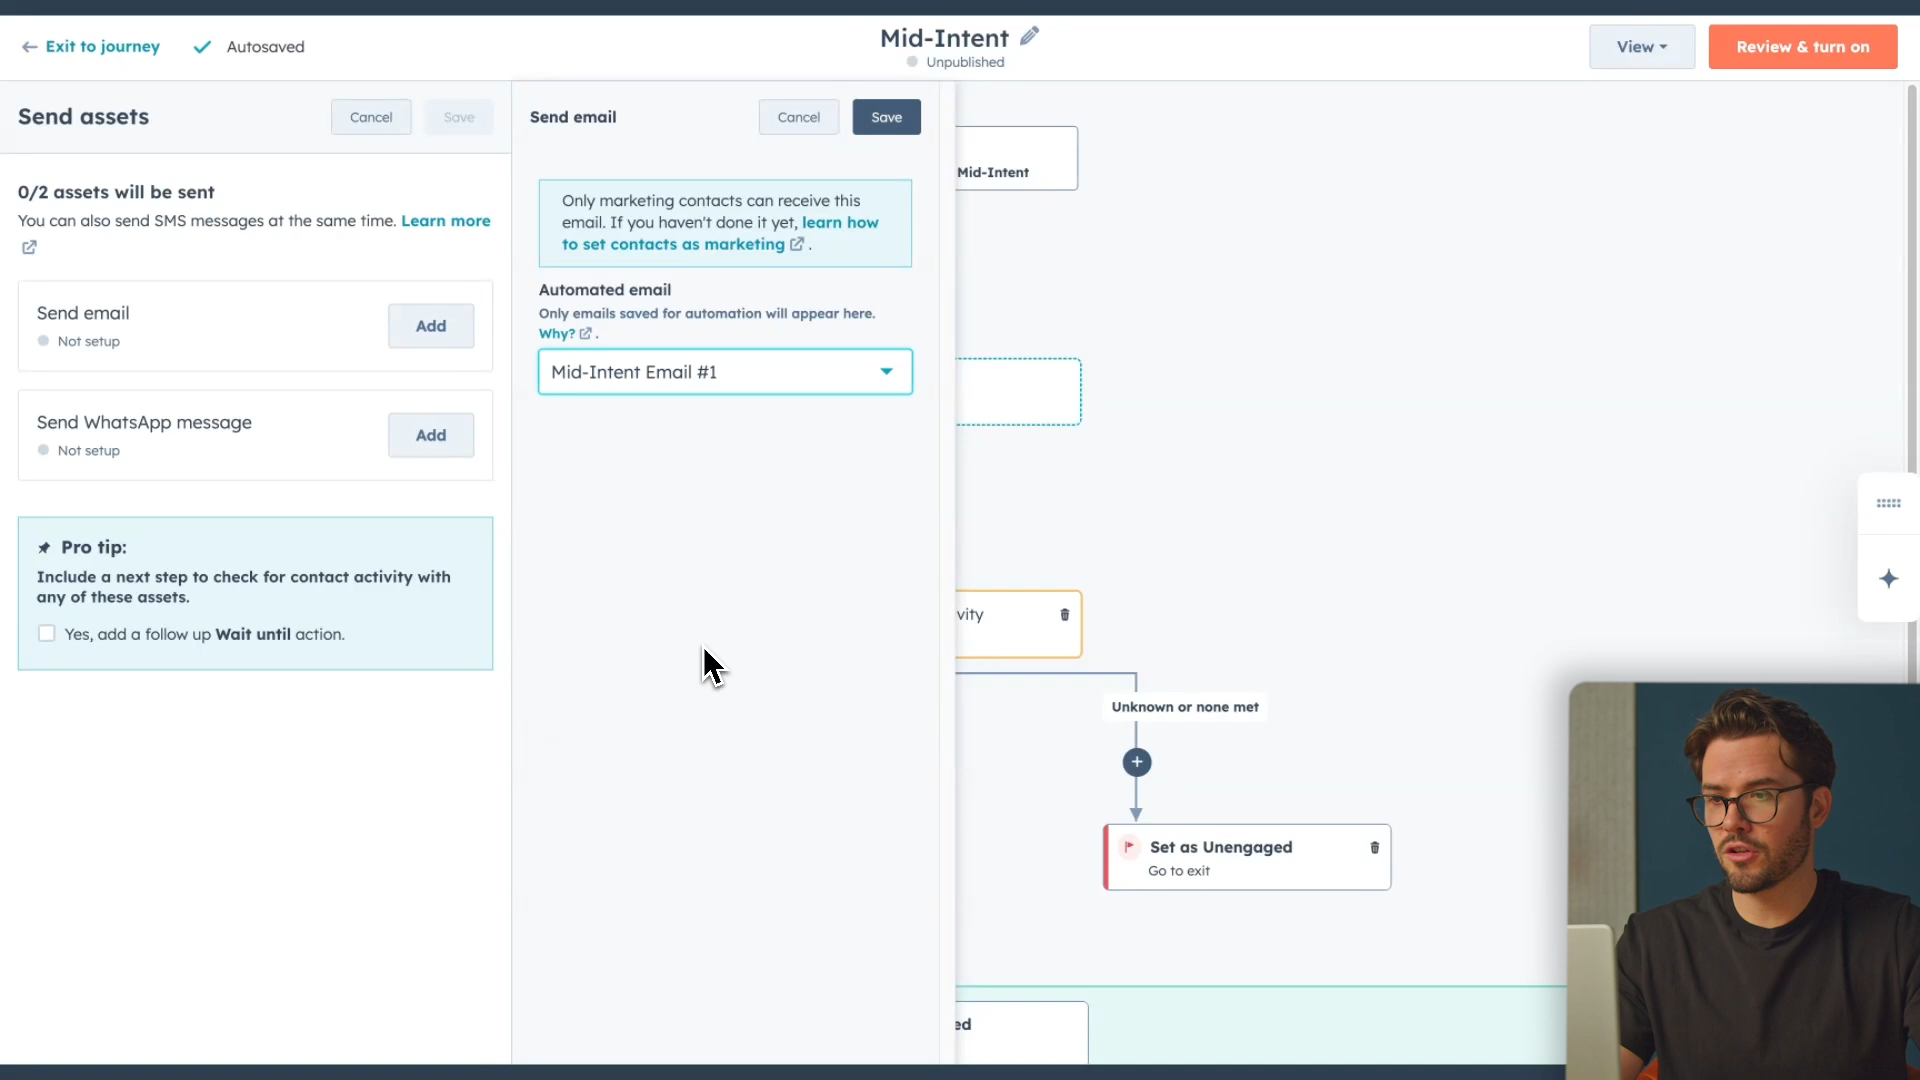 Exit to journey
Autosaved
Mid-Intent
Unpublished
View
Review & turn on
Send assets
Cancel
Save
0/2 assets will be sent
You can also send SMS messages at the same time. Learn more
Send email
Not setup
Add
Send WhatsApp message
Not setup
Add
Pro tip:
Include a next step to check for contact activity with
any of these assets.
Yes, add a follow up Wait until action.
Send email
Cancel
Save
Only marketing contacts can receive this
email. If you haven't done it yet, learn how
to set contacts as marketing .
Automated email
Only emails saved for automation will appear here.
Why? .
Mid-Intent Email #1
Mid-Intent
vity
Unknown or none met
Set as Unengaged
Go to exit
ed